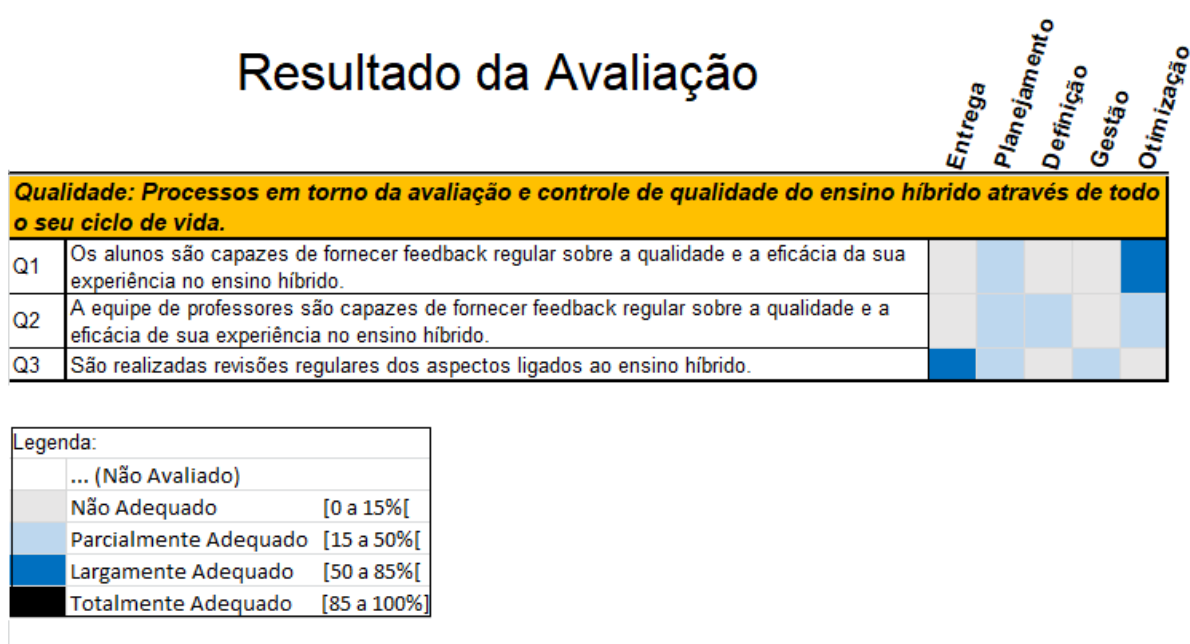 Resultado da Avaliação
Entrega
Planejamento
Definição
Gestão
Otimização
Qualidade: Processos em torno da avaliação e controle de qualidade do ensino híbrido através de todo
o seu ciclo de vida.
Q1
Os alunos são capazes de fornecer feedback regular sobre a qualidade e a eficácia da sua
experiência no ensino híbrido.
Q2
A equipe de professores são capazes de fornecer feedback regular sobre a qualidade e a
eficácia de sua experiência no ensino híbrido.
Q3
São realizadas revisões regulares dos aspectos ligados ao ensino híbrido.
Legenda:
... (Não Avaliado)
Não Adequado [0 a 15%[
Parcialmente Adequado [15 a 50%[
Largamente Adequado [50 a 85%[
Totalmente Adequado [85 a 100%]